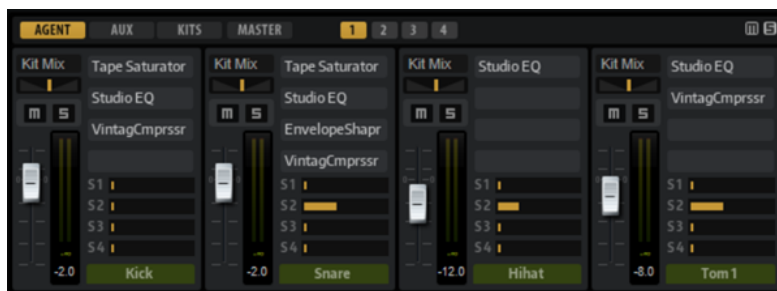 AGENT AUX KITS MASTER 1 2 3 4 m S
Kit Mix Tape Saturator Kit Mix Tape Saturator Kit Mix Studio EQ Kit Mix Studio EQ
Studio EQ Studio EQ VintagCmprssr
m S m S m S m S
VintagCmprssr EnvelopeShapr
VintagCmprssr
S1 S1 S1 S1
S2 S2 S2 S2
S3 S3 S3 S3
S4 S4 S4 S4
-2.0 Kick -2.0 Snare -12.0 Hihat -8.0 Tom 1